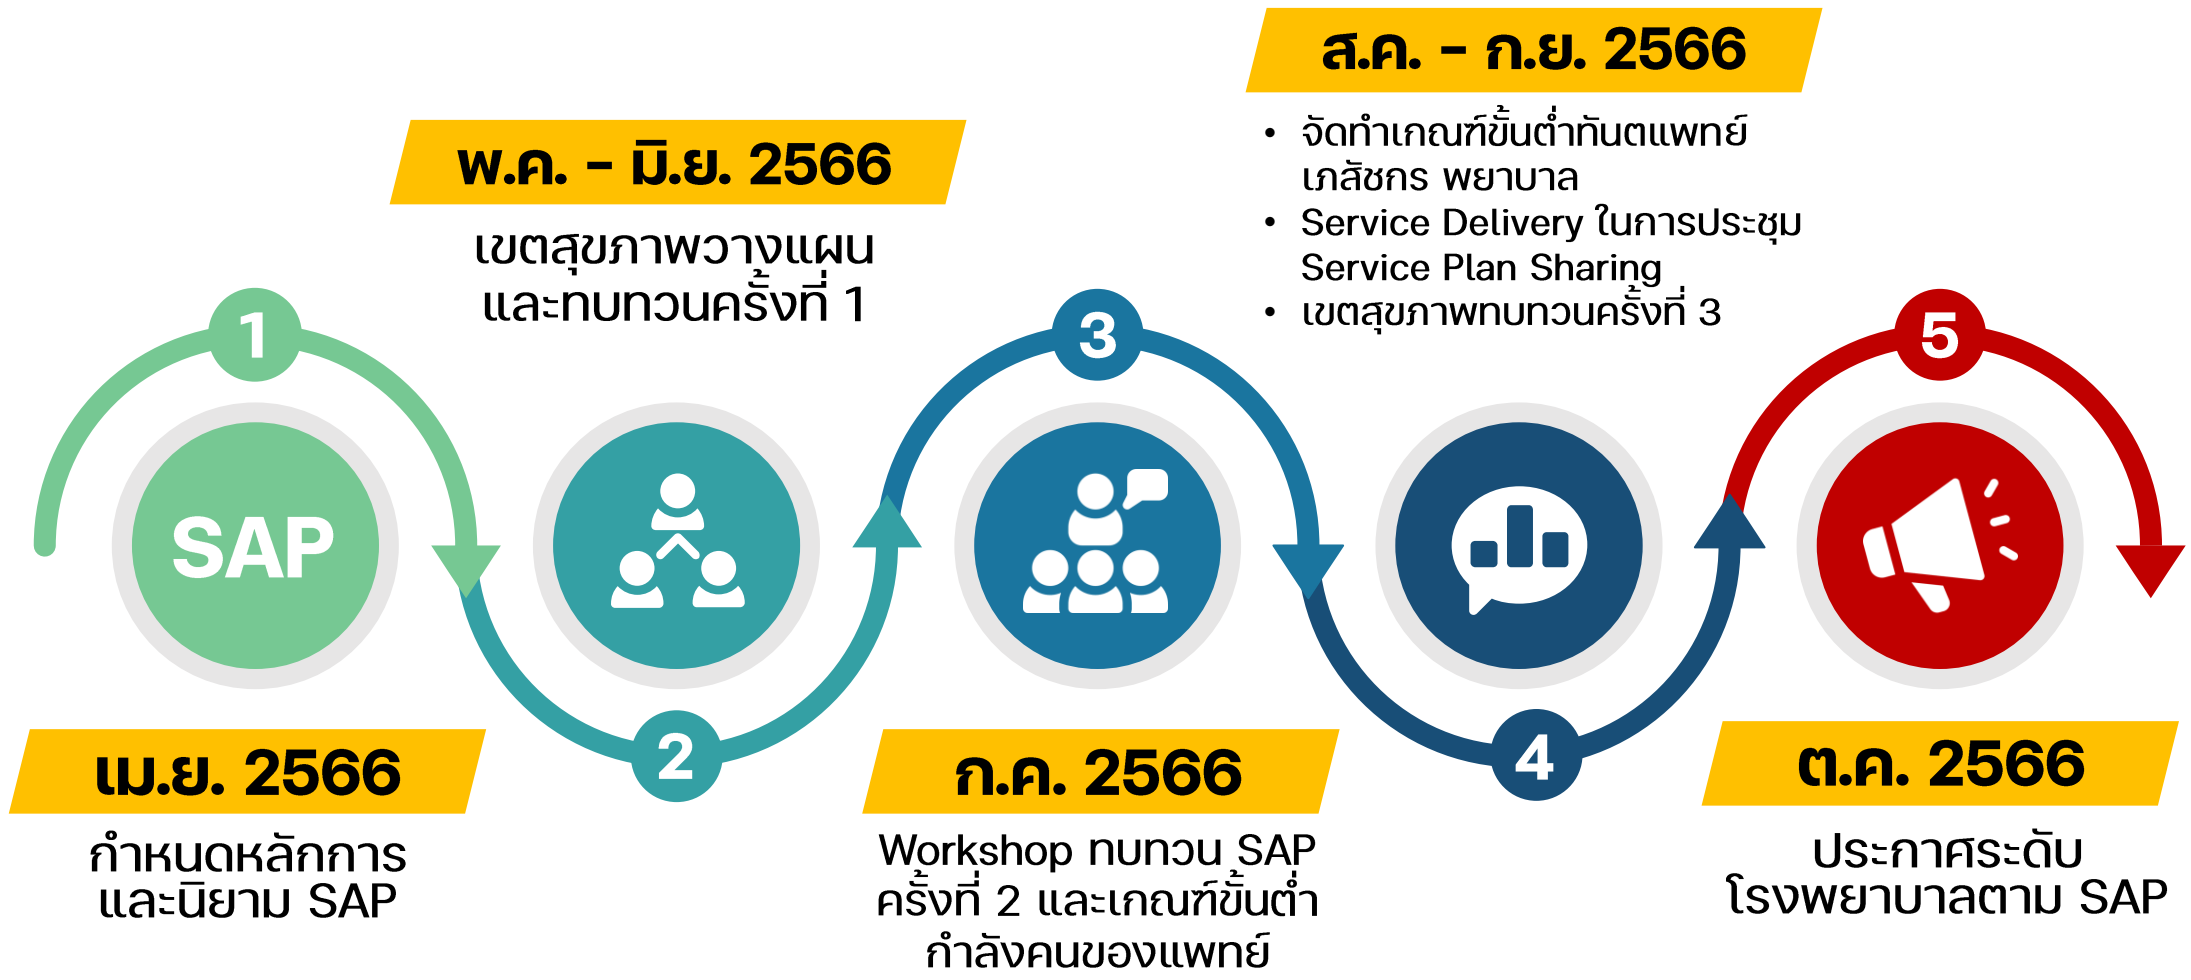 1
SAP
เม.ย. 2566
กำหนดหลักการ
และนิยาม SAP
พ.ค. - มิ.ย. 2566
เขตสุขภาพวางแผน
และทบทวนครั้งที่ 1
2
3
ก.ค. 2566
Workshop ทบทวน SAP
ครั้งที่ 2 และเกณฑ์ขั้นต่ำ
กำลังคนของแพทย์
ส.ค. - ก.ย. 2566
• จัดทำเกณฑ์ขั้นต่ำทันตแพทย์
เภสัชกร พยาบาล
• Service Delivery ในการประชุม
Service Plan Sharing
• เขตสุขภาพทบทวนครั้งที่ 3
4
5
ต.ค. 2566
ประกาศระดับ
โรงพยาบาลตาม SAP